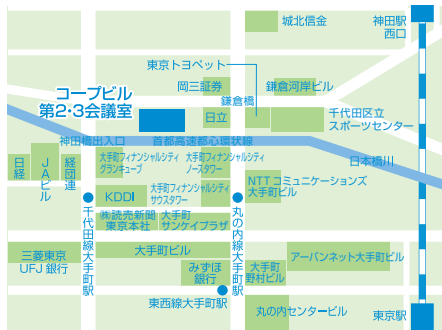 城北信金
神田駅
西口
東京トヨペット
岡三証券
鎌倉河岸ビル
コープビル
第2・3会議室
鎌倉橋
日立
千代田区立
スポーツセンター
神田橋出入口
首都高速都心環状線
日本橋川
日経
JAビル
経団連
大手町フィナンシャルシティ
グランキューブ
大手町フィナンシャルシティ
ノースタワー
NTTコミュニケーションズ
大手町ビル
KDDI
大手町フィナンシャルシティ
サウスタワー
千代田線大手町駅
㈱読売新聞
東京本社
大手町
サンケイプラザ
丸の内線大手町駅
三菱東京
UFJ銀行
大手町ビル
アーバンネット大手町ビル
みずほ
銀行
大手町
野村ビル
東西線大手町駅
丸の内センタービル
東京駅